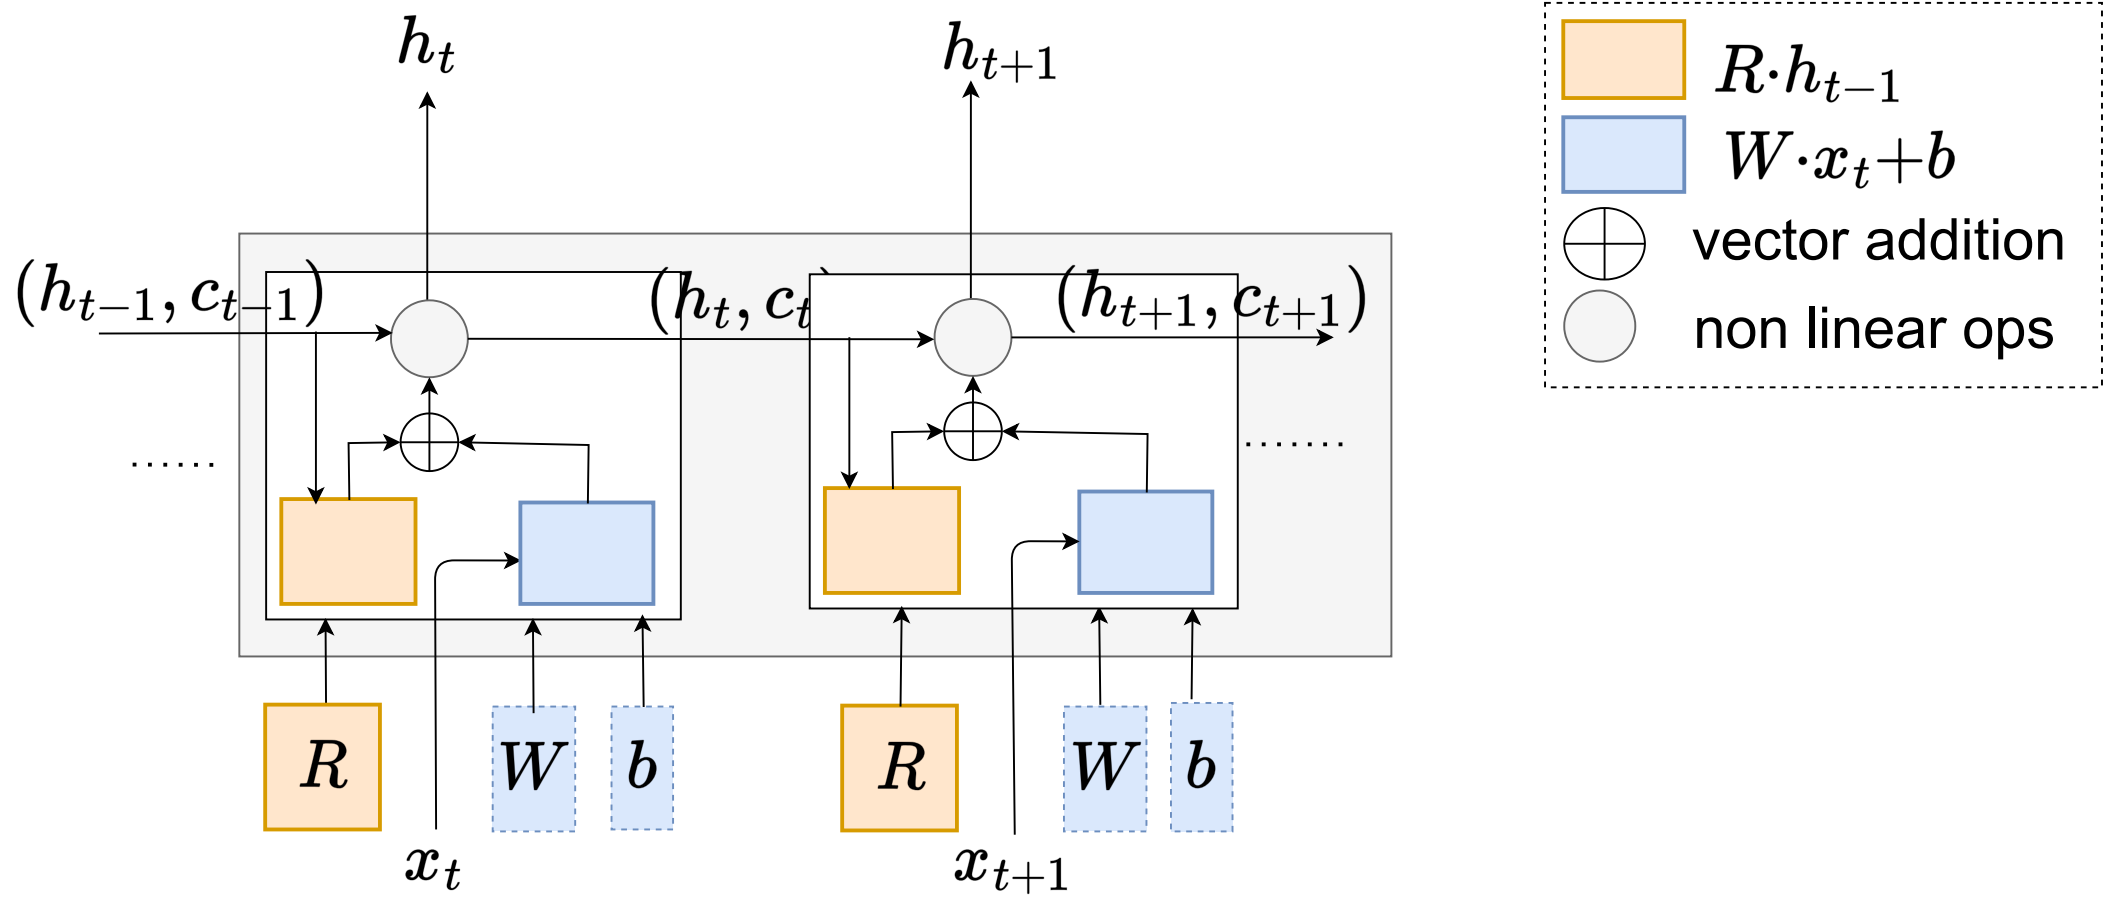 h_t
h_{t+1}
(h_{t-1}, c_{t-1})
(h_t, c_t)
(h_{t+1}, c_{t+1})
......
.......
R
W
b
R
W
b
x_t
x_{t+1}
R·h_{t-1}
W·x_t+b
vector addition
non linear ops